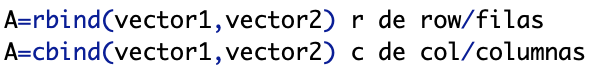 A=rbind(vector1,vector2) r de row/filas
A=cbind(vector1,vector2) c de col/columnas